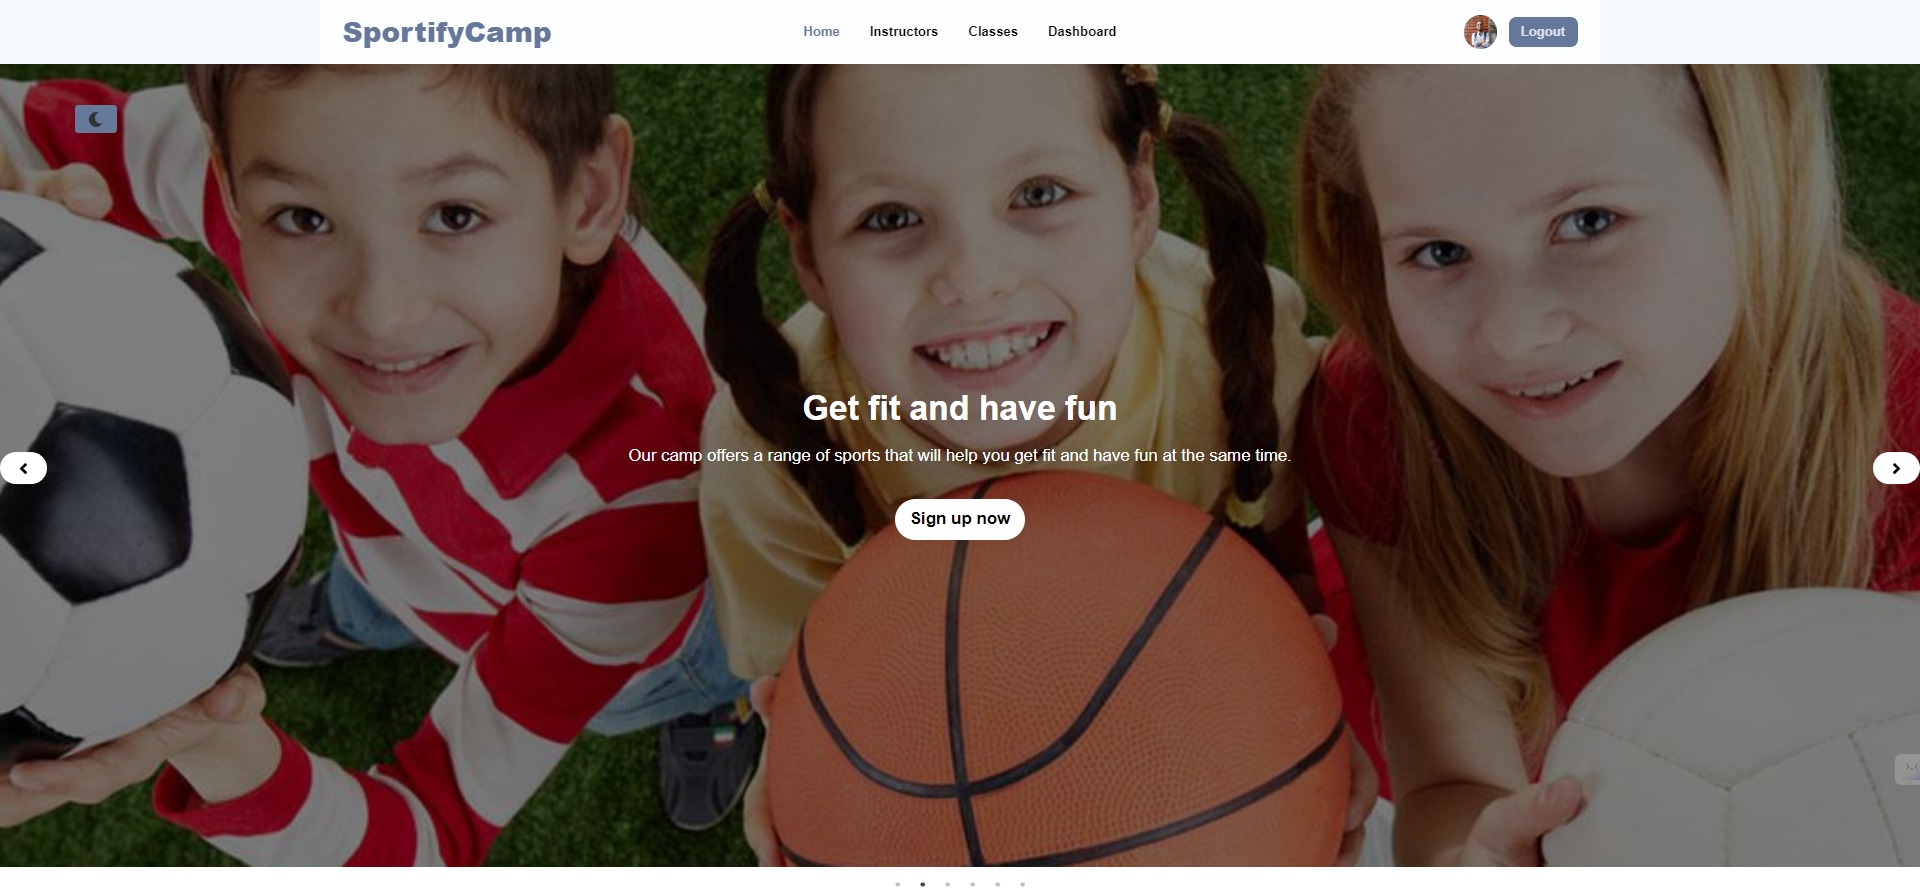 SportifyCamp
Home
Instructors
Classes
Dashboard
Logout
Get fit and have fun
Our camp offers a range of sports that will help you get fit and have fun at the same time.
Sign up now